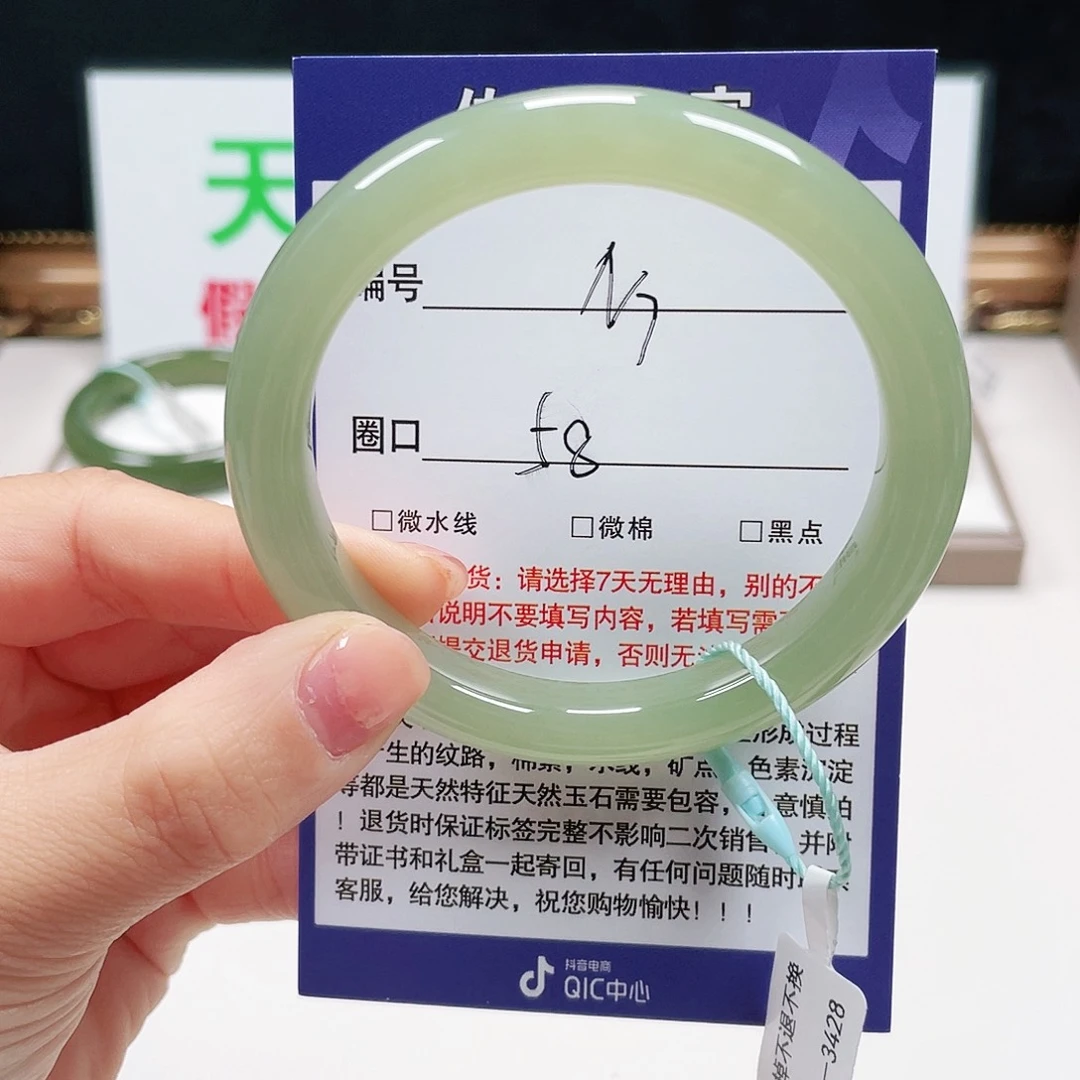 天
假
编号 N7
圈口 58
□微水线 □微棉 □黑点
货：请选择7天无理由，别的不
说明不要填写内容，若填写需
提交退货申请，否则无
形成过程
生的纹路，棉絮，水线，矿点，色素沉淀
等都是天然特征天然玉石需要包容，意慎拍
！退货时保证标签完整不影响二次销售，并附
带证书和礼盒一起寄回，有任何问题随时
客服，给您解决，祝您购物愉快！！！
抖音电商
QIC中心
掉不退不换
-3428